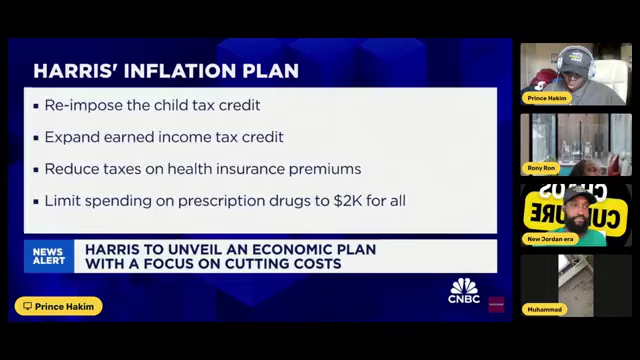 HARRIS' INFLATION PLAN
▪ Re-impose the child tax credit
▪ Expand earned income tax credit
▪ Reduce taxes on health insurance premiums
▪ Limit spending on prescription drugs to $2K for all
NEWS ALERT
HARRIS TO UNVEIL AN ECONOMIC PLAN
WITH A FOCUS ON CUTTING COSTS
CNBC
Prince Hakim
Prince Hakim
Rony Ron
CHAOS
CULTURE
New Jordan era
Muhammad